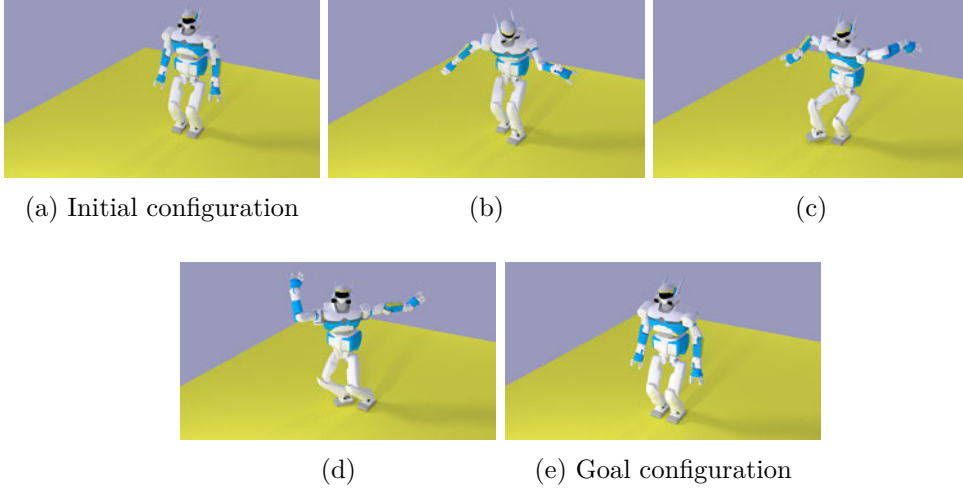 (a) Initial configuration
(b)
(c)
(d)
(e) Goal configuration